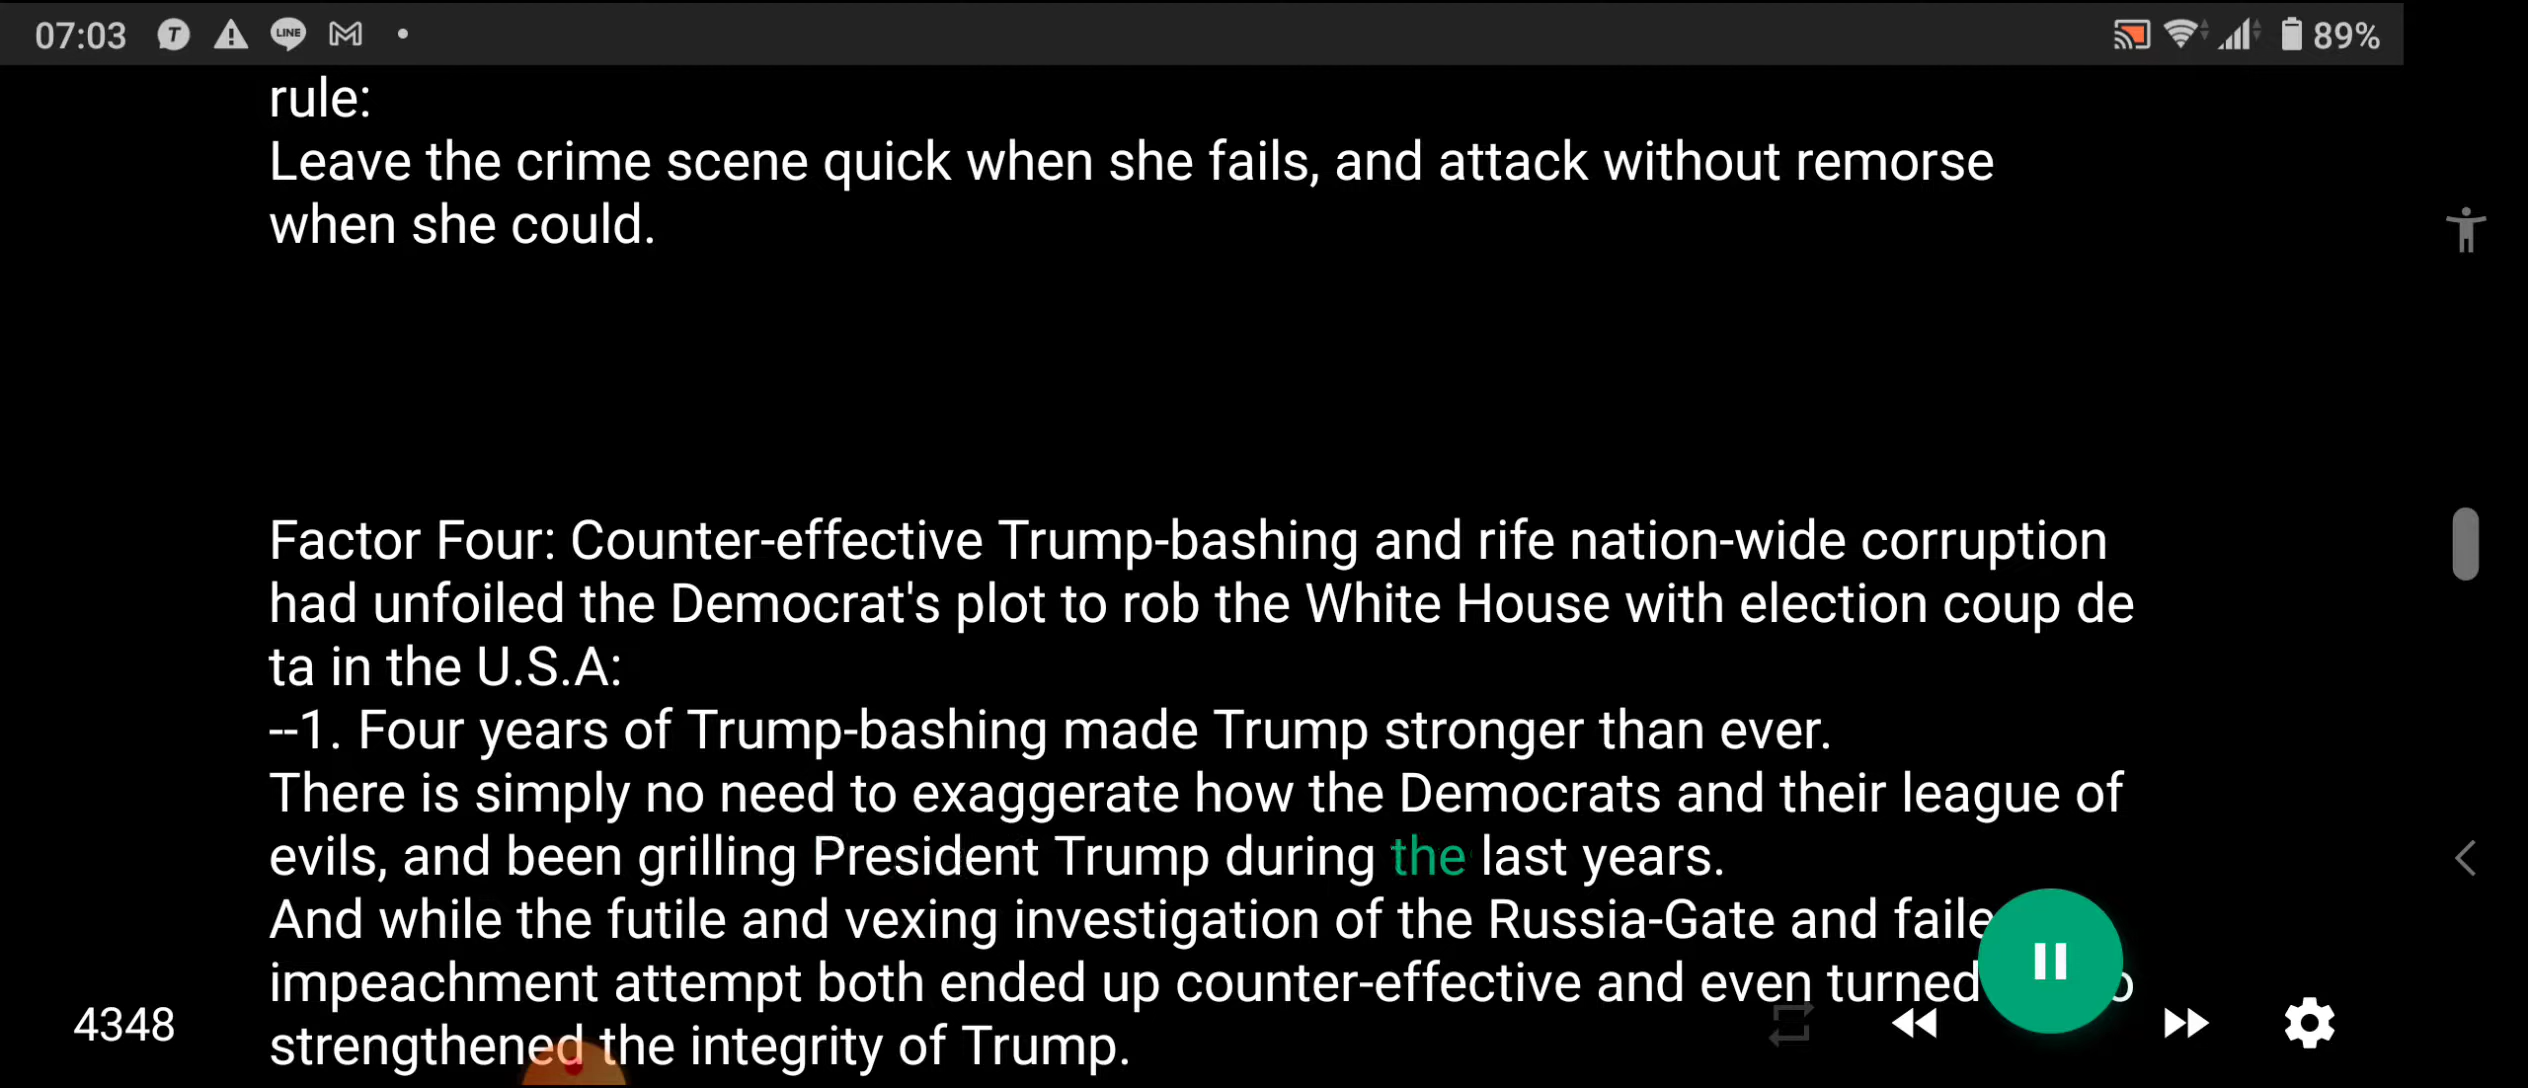 07:03
LINE
89%
rule:
Leave the crime scene quick when she fails, and attack without remorse
when she could.
Factor Four: Counter-effective Trump-bashing and rife nation-wide corruption
had unfoiled the Democrat's plot to rob the White House with election coup de
ta in the U.S.A:
--1. Four years of Trump-bashing made Trump stronger than ever.
There is simply no need to exaggerate how the Democrats and their league of
evils, and been grilling President Trump during the last years.
And while the futile and vexing investigation of the Russia-Gate and faile
impeachment attempt both ended up counter-effective and even turned
4348
strengthened the integrity of Trump.